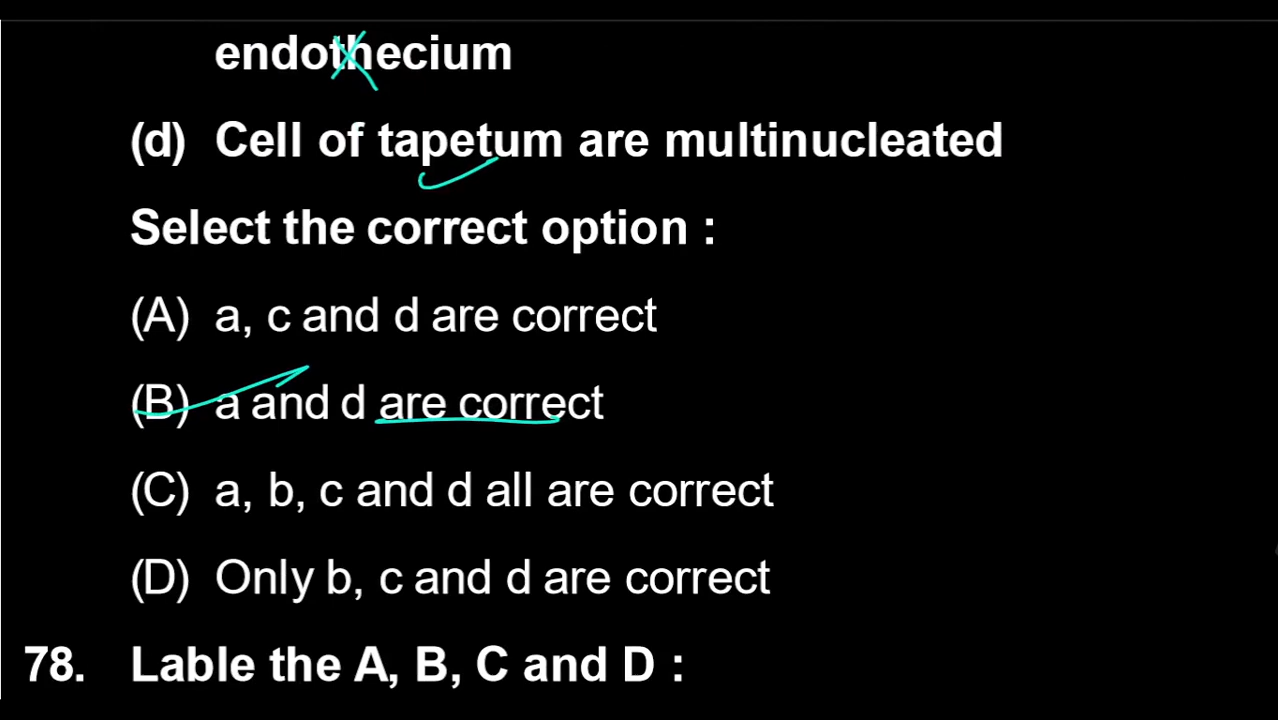 endothecium
(d) Cell of tapetum are multinucleated
Select the correct option :
(A) a, c and d are correct
(B) a and d are correct
(C) a, b, c and d all are correct
(D) Only b, c and d are correct
78. Lable the A, B, C and D :